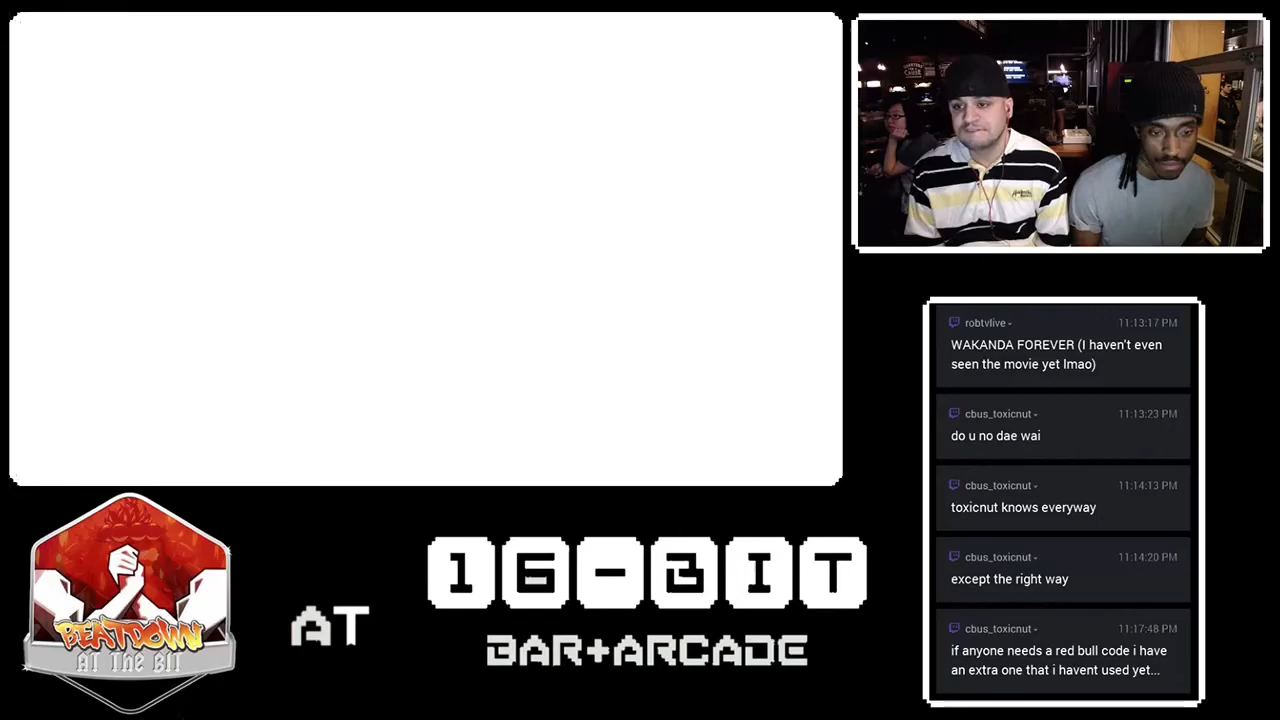 robtvlive - 11:13:17 PM
WAKANDA FOREVER (I haven't even
seen the movie yet lmao)
cbus_toxicnut - 11:13:23 PM
do u no dae wai
cbus_toxicnut - 11:14:13 PM
toxicnut knows everyway
cbus_toxicnut - 11:14:20 PM
except the right way
cbus_toxicnut - 11:17:48 PM
if anyone needs a red bull code i have
an extra one that i havent used yet...
BEATDOWN
AT THE BIT
AT
16-BIT
BAR+ARCADE